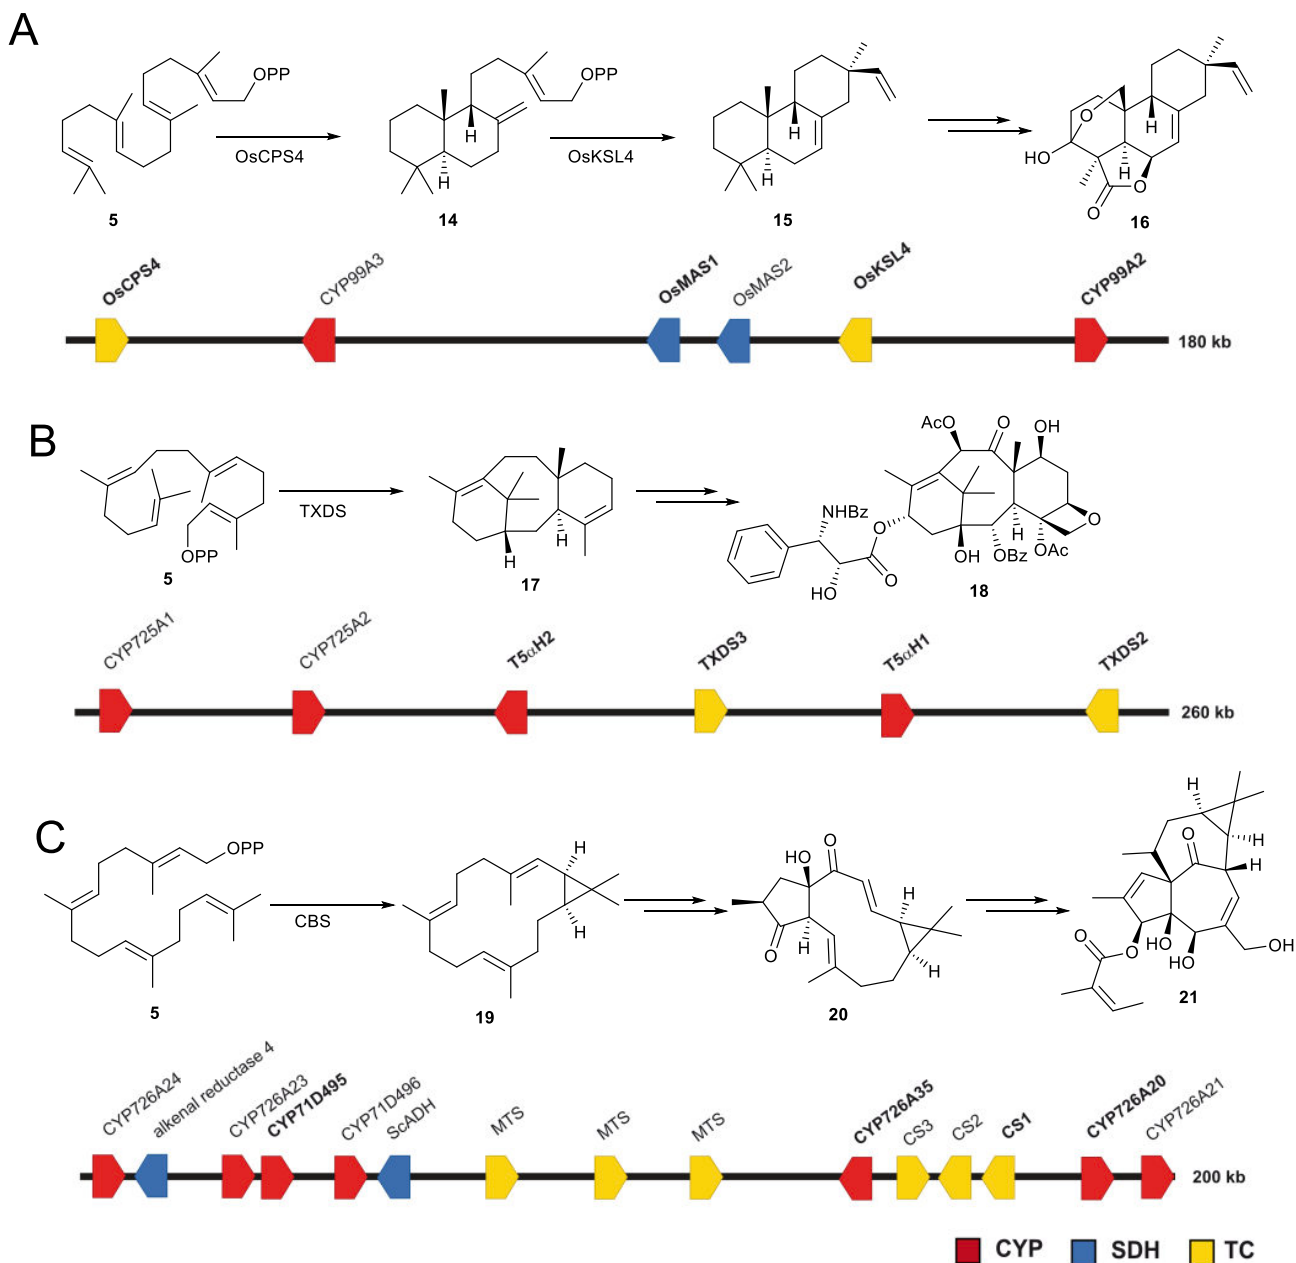 A
OPP
OsCPS4
5
H
H
OPP
OsKSL4
14
H
H
15
O
HO
H
H
O
O
16
OsCPS4
CYP99A3
OsMAS1
OsMAS2
OsKSL4
CYP99A2
180 kb
B
OPP
5
TXDS
H
H
17
AcO
O
OH
NHBz
O
O
HO
OH
OBz
H
OAc
O
18
CYP725A1
CYP725A2
T5αH2
TXDS3
T5αH1
TXDS2
260 kb
C
OPP
5
CBS
H
H
19
HO
O
O
H
H
H
20
H
H
O
H
O
O
HO
HO
OH
21
CYP726A24
alkenal reductase 4
CYP726A23
CYP71D495
CYP71D496
ScADH
MTS
MTS
MTS
CYP726A35
CS3
CS2
CS1
CYP726A20
CYP726A21
200 kb
CYP
SDH
TC